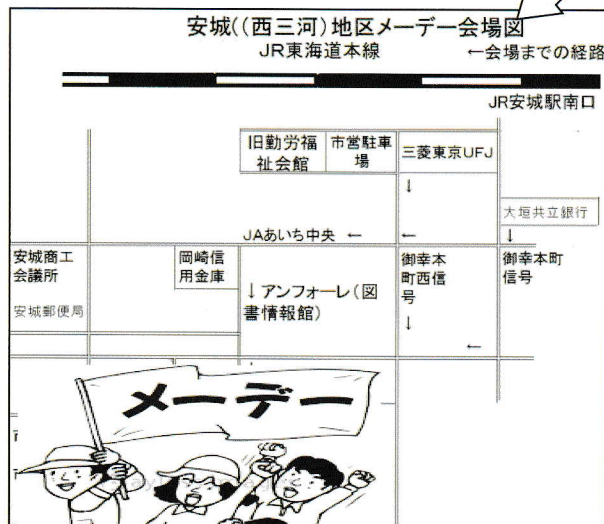 安城((西三河)地区メーデー会場図
JR東海道本線
←会場までの経路
JR安城駅南口
旧勤労福
祉会館
市営駐車
場
三菱東京UFJ
↓
大垣共立銀行
JAあいち中央 ←
←
↓
安城商工
会議所
岡崎信
用金庫
御幸本
町西信
号
御幸本町
信号
↓アンフォーレ(図
書情報館)
安城郵便局
↓
←
メーデー